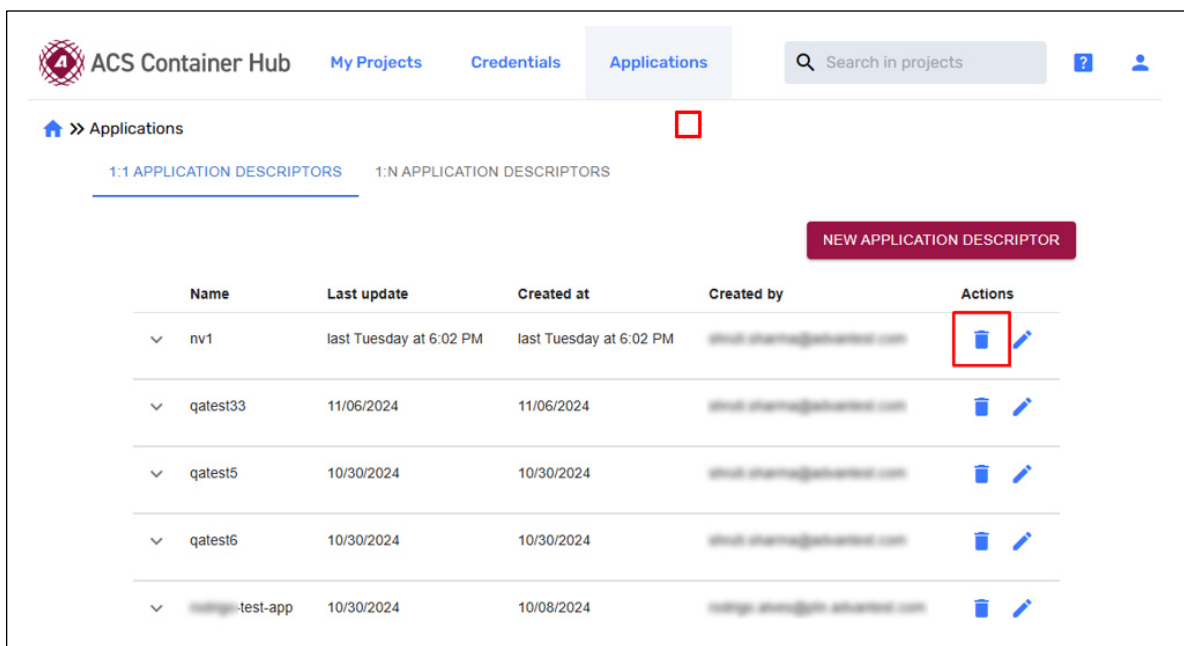 ACS Container Hub My Projects Credentials Applications Search in projects ?
Applications
1:1 APPLICATION DESCRIPTORS 1:N APPLICATION DESCRIPTORS
NEW APPLICATION DESCRIPTOR
Name Last update Created at Created by Actions
nv1 last Tuesday at 6:02 PM last Tuesday at 6:02 PM
qatest33 11/06/2024 11/06/2024
qatest5 10/30/2024 10/30/2024
qatest6 10/30/2024 10/30/2024
-test-app 10/30/2024 10/08/2024